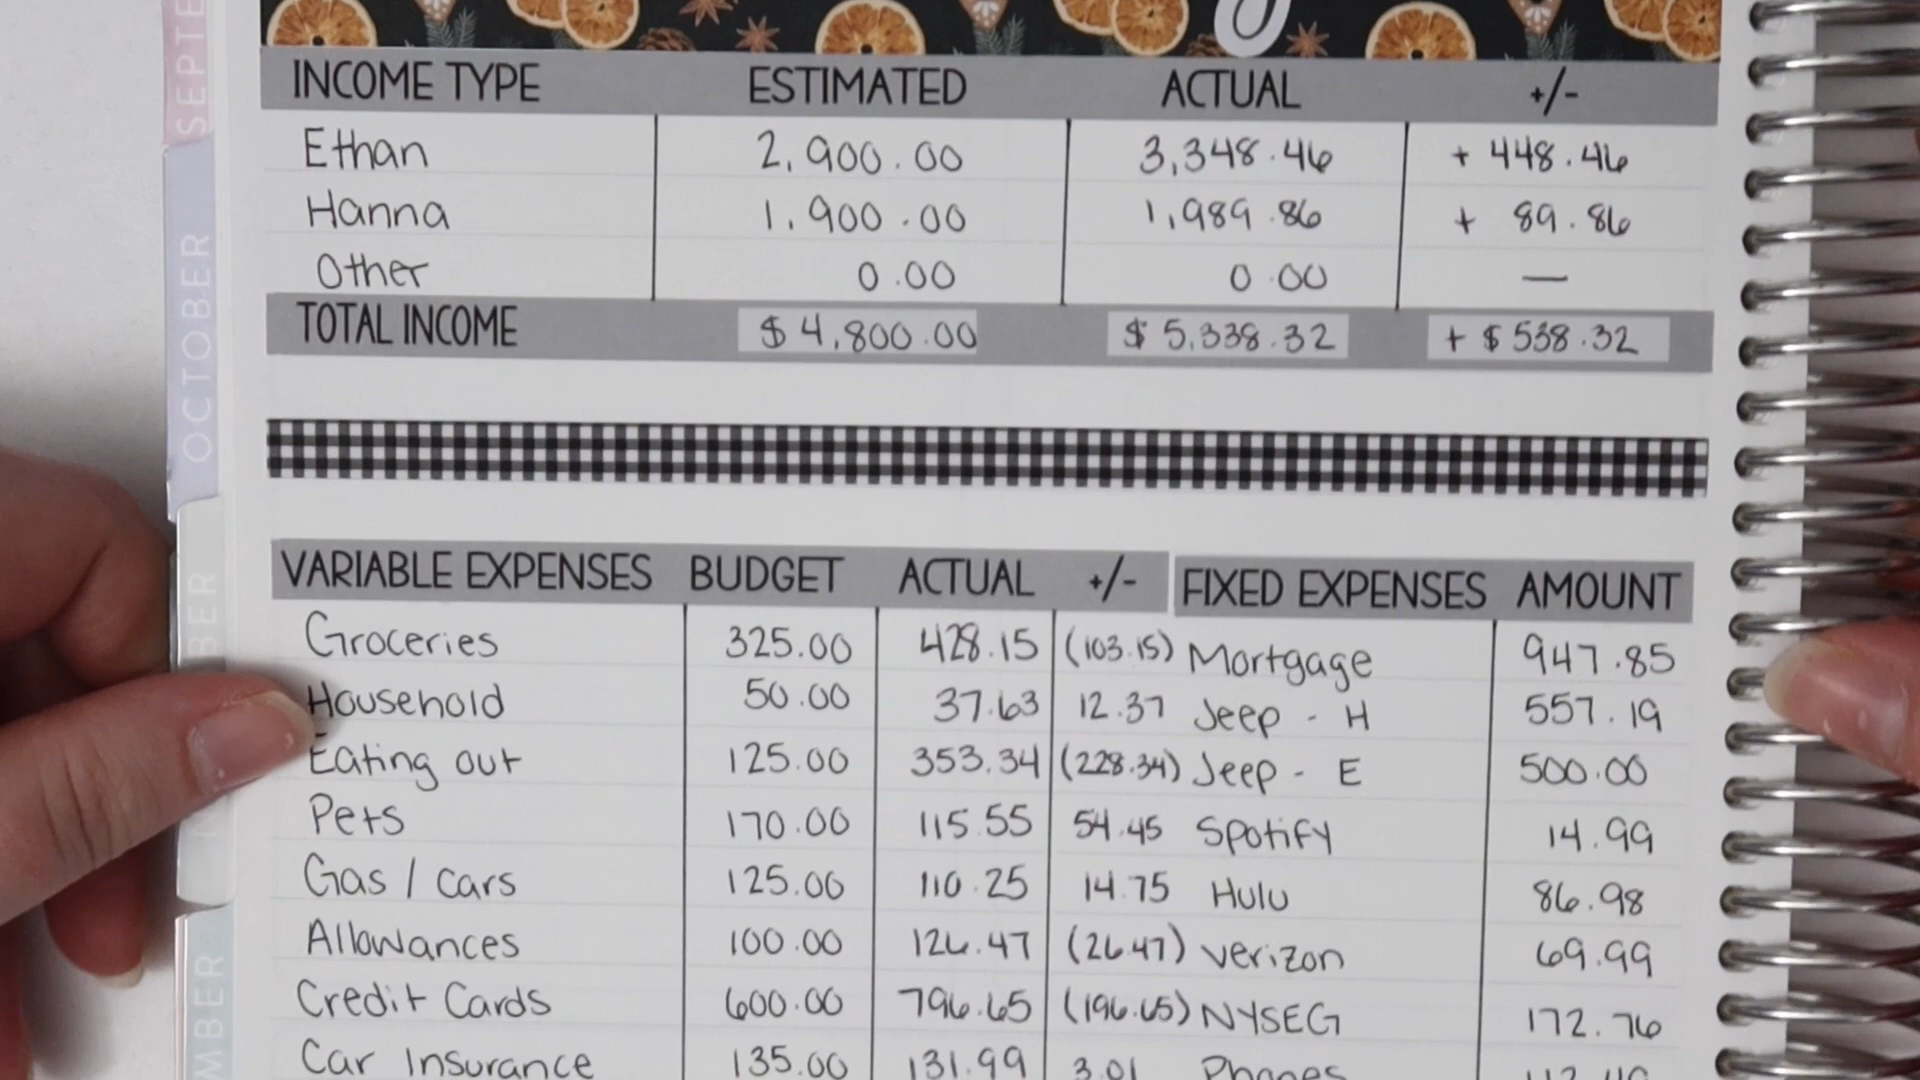 SEPTE
OCTOBER
BER
MBER
INCOME TYPE ESTIMATED ACTUAL +/-
Ethan 2,900.00 3,348.46 + 448.46
Hanna 1,900.00 1,989.86 + 89.86
Other 0.00 0.00 —
TOTAL INCOME $4,800.00 $5,338.32 + $538.32
VARIABLE EXPENSES BUDGET ACTUAL +/- FIXED EXPENSES AMOUNT
Groceries 325.00 428.15 (103.15) Mortgage 947.85
Household 50.00 37.63 12.37 Jeep - H 557.19
Eating out 125.00 353.34 (228.34) Jeep - E 500.00
Pets 170.00 115.55 54.45 Spotify 14.99
Gas / cars 125.00 110.25 14.75 Hulu 86.98
Allowances 100.00 126.47 (26.47) Verizon 69.99
Credit Cards 600.00 796.65 (196.65) NYSEG 172.76
Car Insurance 135.00 131.99 3.01 Phones